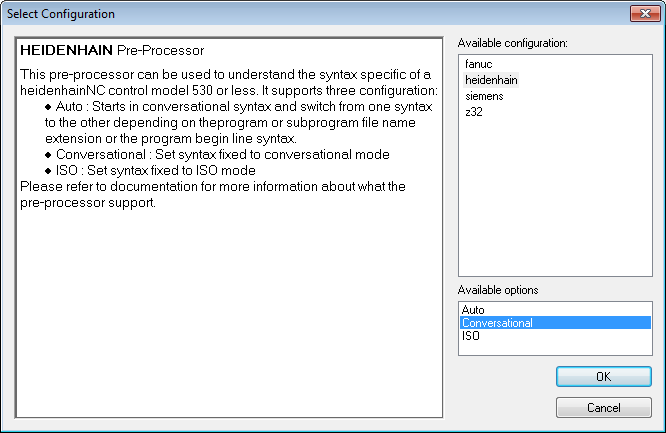 Select Configuration
HEIDENHAIN Pre-Processor
This pre-processor can be used to understand the syntax specific of a
heidenhainNC control model 530 or less. It supports three configuration:
● Auto : Starts in conversational syntax and switch from one syntax
to the other depending on theprogram or subprogram file name
extension or the program begin line syntax.
● Conversational : Set syntax fixed to conversational mode
● ISO : Set syntax fixed to ISO mode
Please refer to documentation for more information about what the
pre-processor support.
Available configuration:
fanuc
heidenhain
siemens
z32
Available options
Auto
Conversational
ISO
OK
Cancel